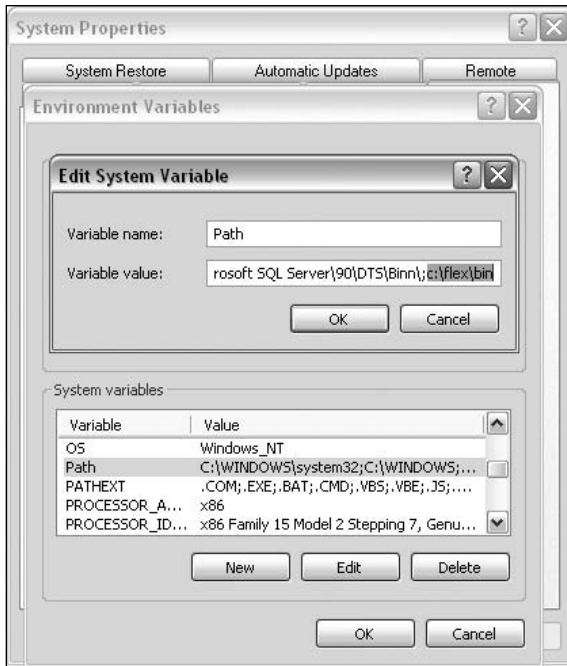 System Properties
System Restore Automatic Updates Remote
Environment Variables
Edit System Variable
Variable name: Path
Variable value: rosoft SQL Server\90\DTS\Binn\;c:\flex\bin
OK Cancel
System variables
Variable Value
OS Windows_NT
Path C:\WINDOWS\system32;C:\WINDOWS;...
PATHEXT .COM;.EXE;.BAT;.CMD;.VBS;.VBE;.JS;....
PROCESSOR_A... x86
PROCESSOR_ID... x86 Family 15 Model 2 Stepping 7, Genu...
New Edit Delete
OK Cancel